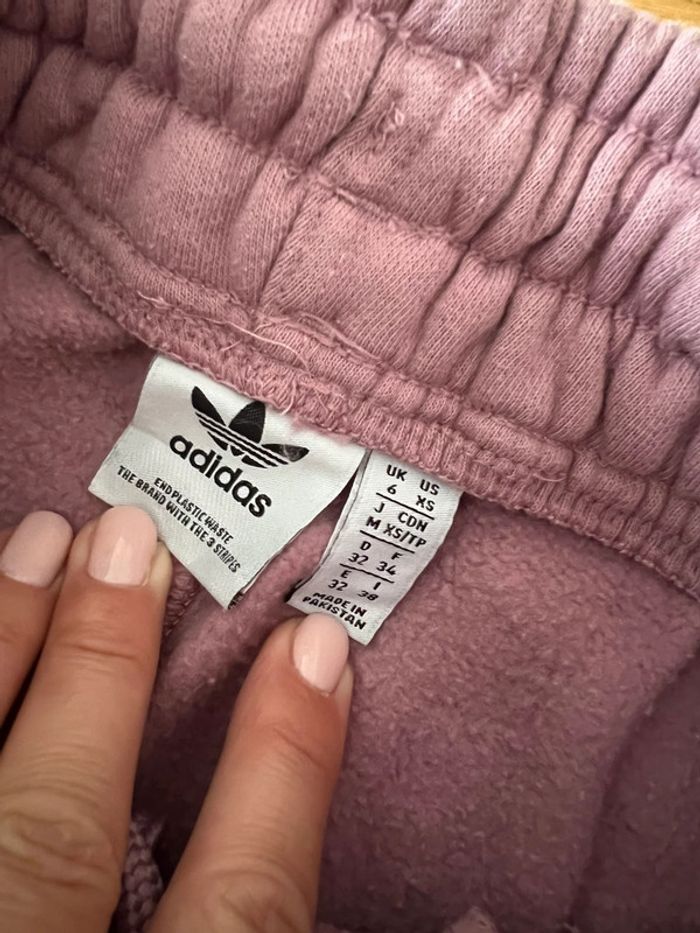 adidas
END PLASTIC WASTE
THE BRAND WITH THE 3 STRIPES
UK US
6 XS
J CDN
M XS/TP
D F
32 34
E I
32 38
MADE IN
PAKISTAN